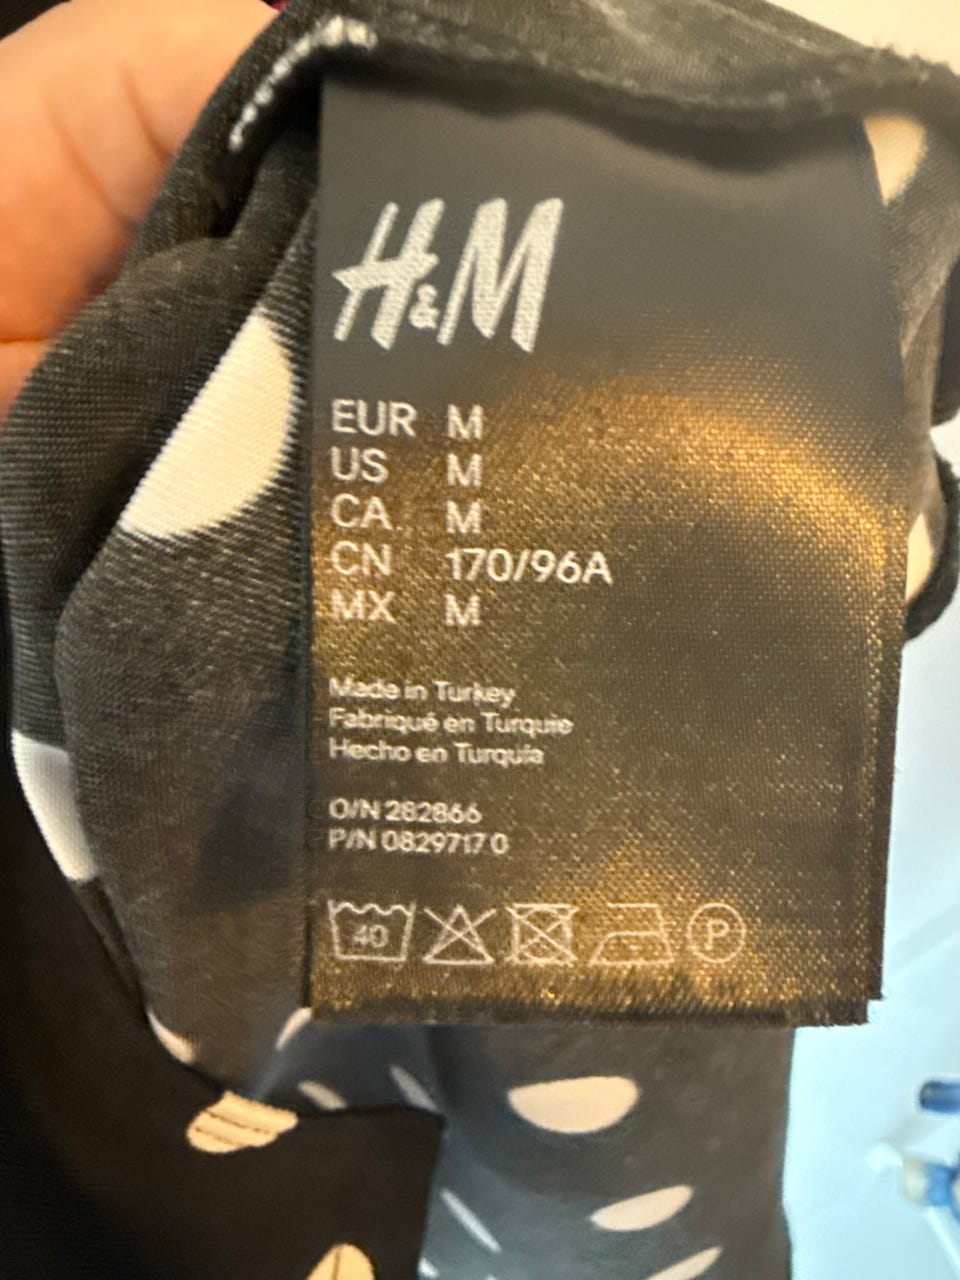 H&M
EUR M
US M
CA M
CN 170/96A
MX M
Made in Turkey
Fabriqué en Turquie
Hecho en Turquía
O/N 282866
P/N 0829717 0
40
P